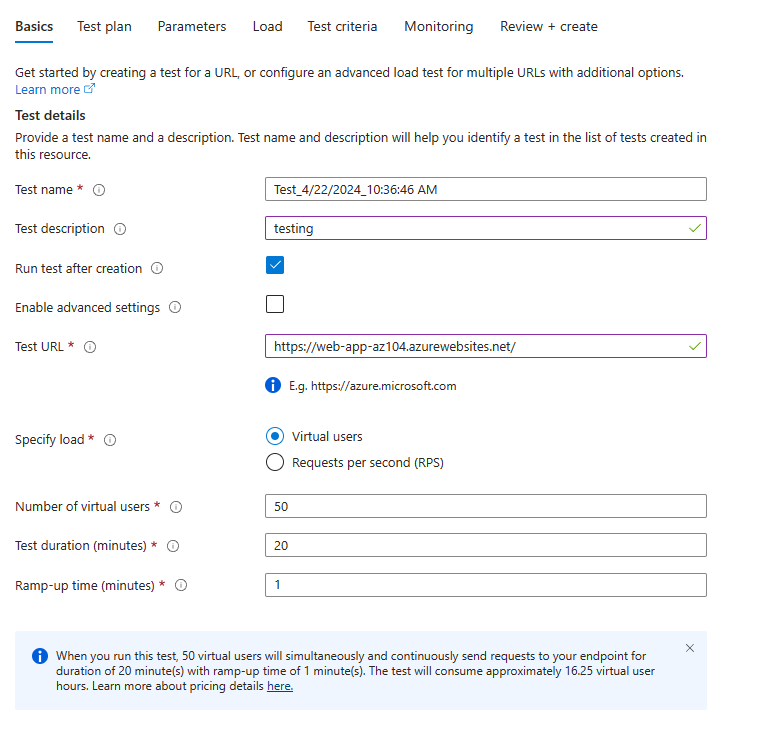 Basics Test plan Parameters Load Test criteria Monitoring Review + create
Get started by creating a test for a URL, or configure an advanced load test for multiple URLs with additional options.
Learn more
Test details
Provide a test name and a description. Test name and description will help you identify a test in the list of tests created in
this resource.
Test name * Test_4/22/2024_10:36:46 AM
Test description testing
Run test after creation
Enable advanced settings
Test URL * https://web-app-az104.azurewebsites.net/
E.g. https://azure.microsoft.com
Specify load * Virtual users
Requests per second (RPS)
Number of virtual users * 50
Test duration (minutes) * 20
Ramp-up time (minutes) * 1
When you run this test, 50 virtual users will simultaneously and continuously send requests to your endpoint for
duration of 20 minute(s) with ramp-up time of 1 minute(s). The test will consume approximately 16.25 virtual user
hours. Learn more about pricing details here.